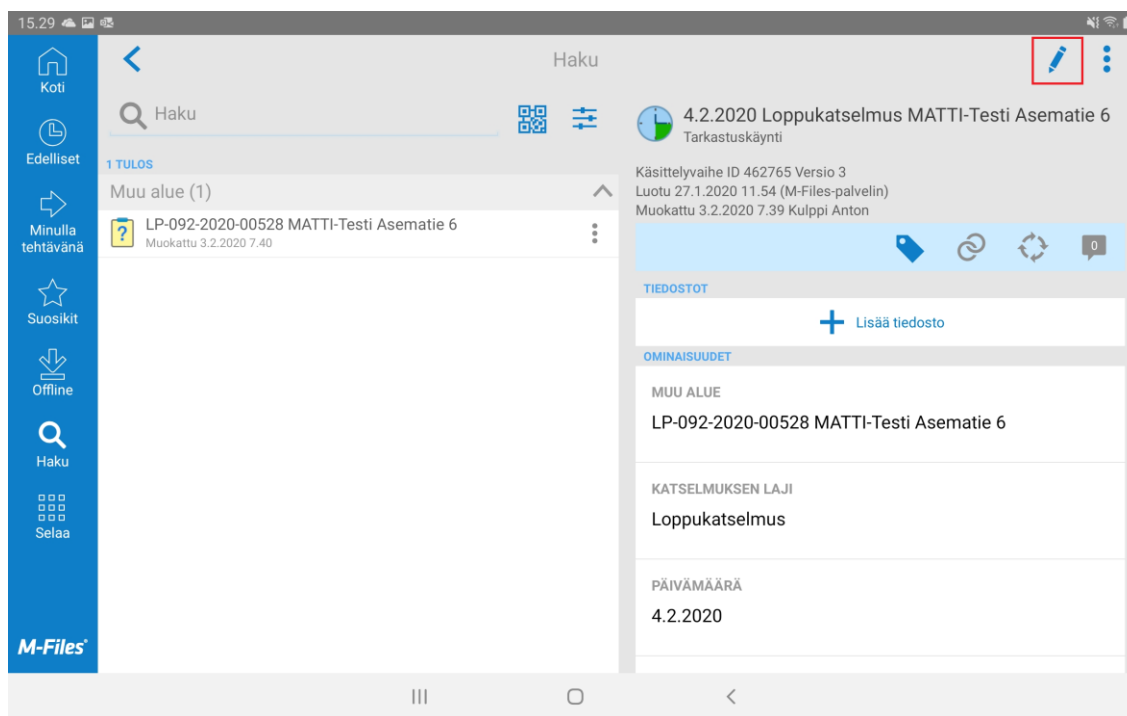 15.29
Koti
Edelliset
Minulla
tehtävänä
Suosikit
Offline
Haku
Selaa
M-Files®
Haku
Haku
1 TULOS
Muu alue (1)
LP-092-2020-00528 MATTI-Testi Asematie 6
Muokattu 3.2.2020 7.40
4.2.2020 Loppukatselmus MATTI-Testi Asematie 6
Tarkastuskäynti
Käsittelyvaihe ID 462765 Versio 3
Luotu 27.1.2020 11.54 (M-Files-palvelin)
Muokattu 3.2.2020 7.39 Kulppi Anton
0
TIEDOSTOT
Lisää tiedosto
OMINAISUUDET
MUU ALUE
LP-092-2020-00528 MATTI-Testi Asematie 6
KATSELMUKSEN LAJI
Loppukatselmus
PÄIVÄMÄÄRÄ
4.2.2020